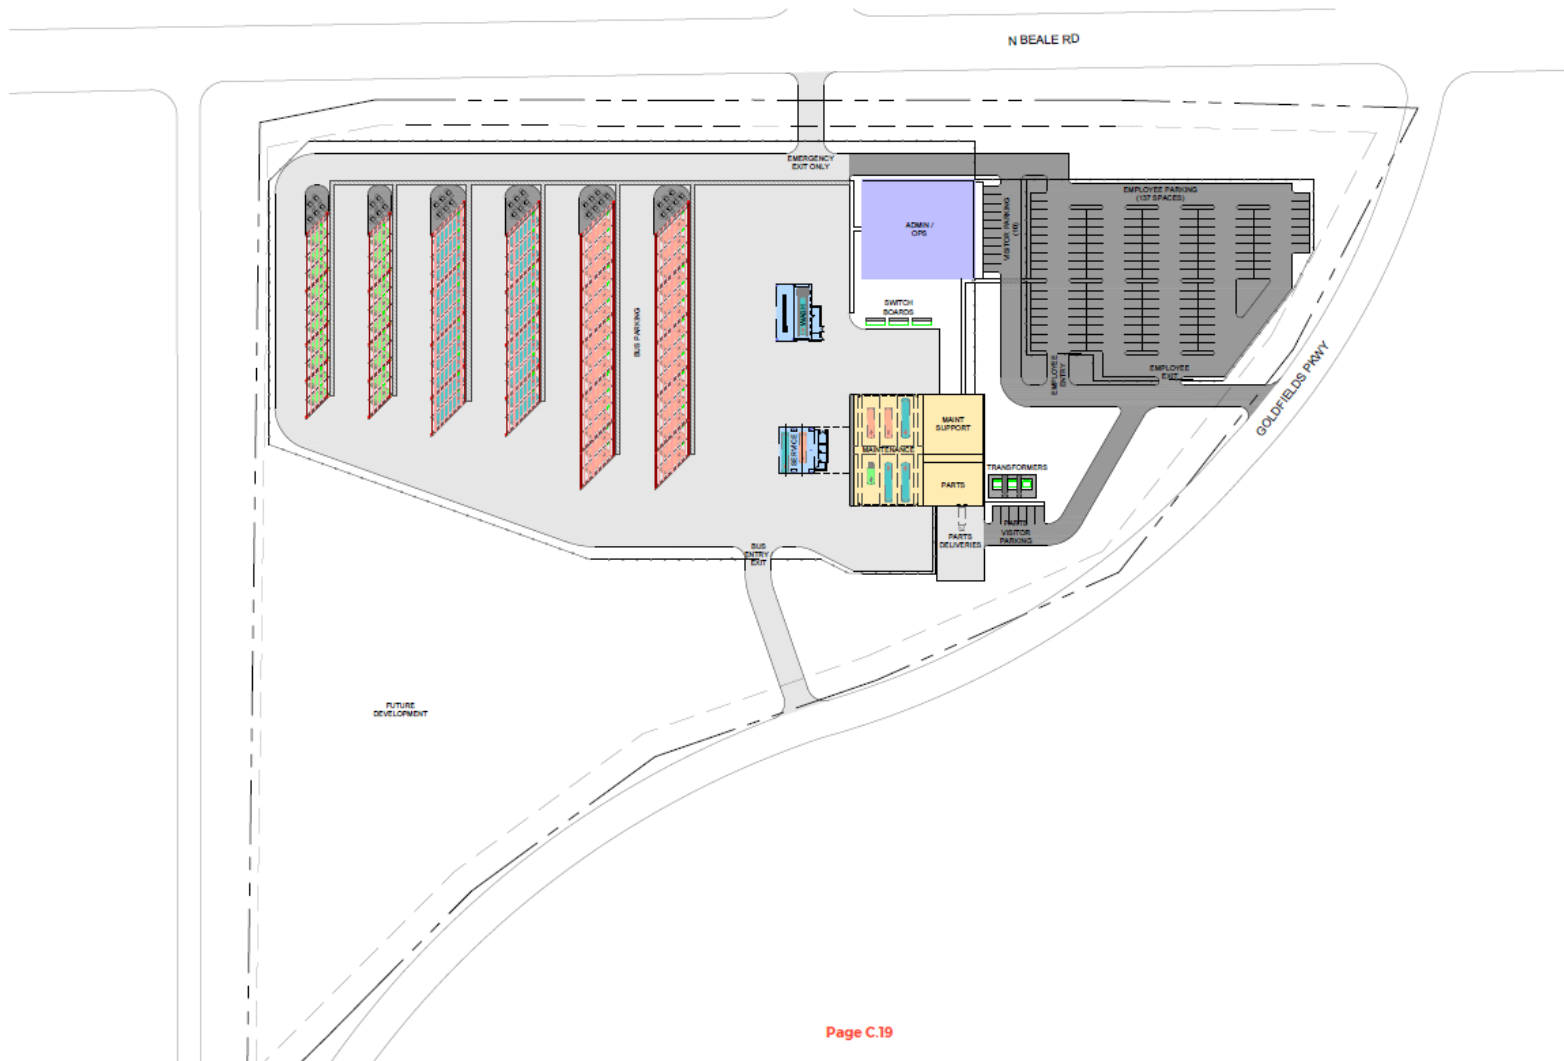 N BEALE RD
EMERGENCY
EXIT ONLY
EMPLOYEE PARKING
(137 SPACES)
VISITOR PARKING
(10)
ADMIN /
OPS
WASH
SWITCH
BOARDS
BUS PARKING
EMPLOYEE
ENTRY
EMPLOYEE
EXIT
GOLDFIELDS PKWY
MAINT
SUPPORT
SERVICE
MAINTENANCE
TRANSFORMERS
PARTS
PARTS
VISITOR
PARKING
PARTS
DELIVERIES
BUS
ENTRY
EXIT
FUTURE
DEVELOPMENT
Page C.19